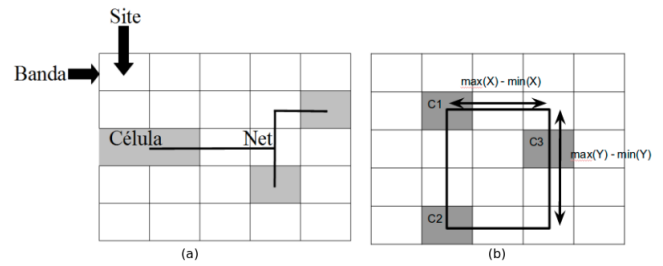 Site
Banda
Célula
Net
(a)
max(X) - min(X)
C1
C3
max(Y) - min(Y)
C2
(b)